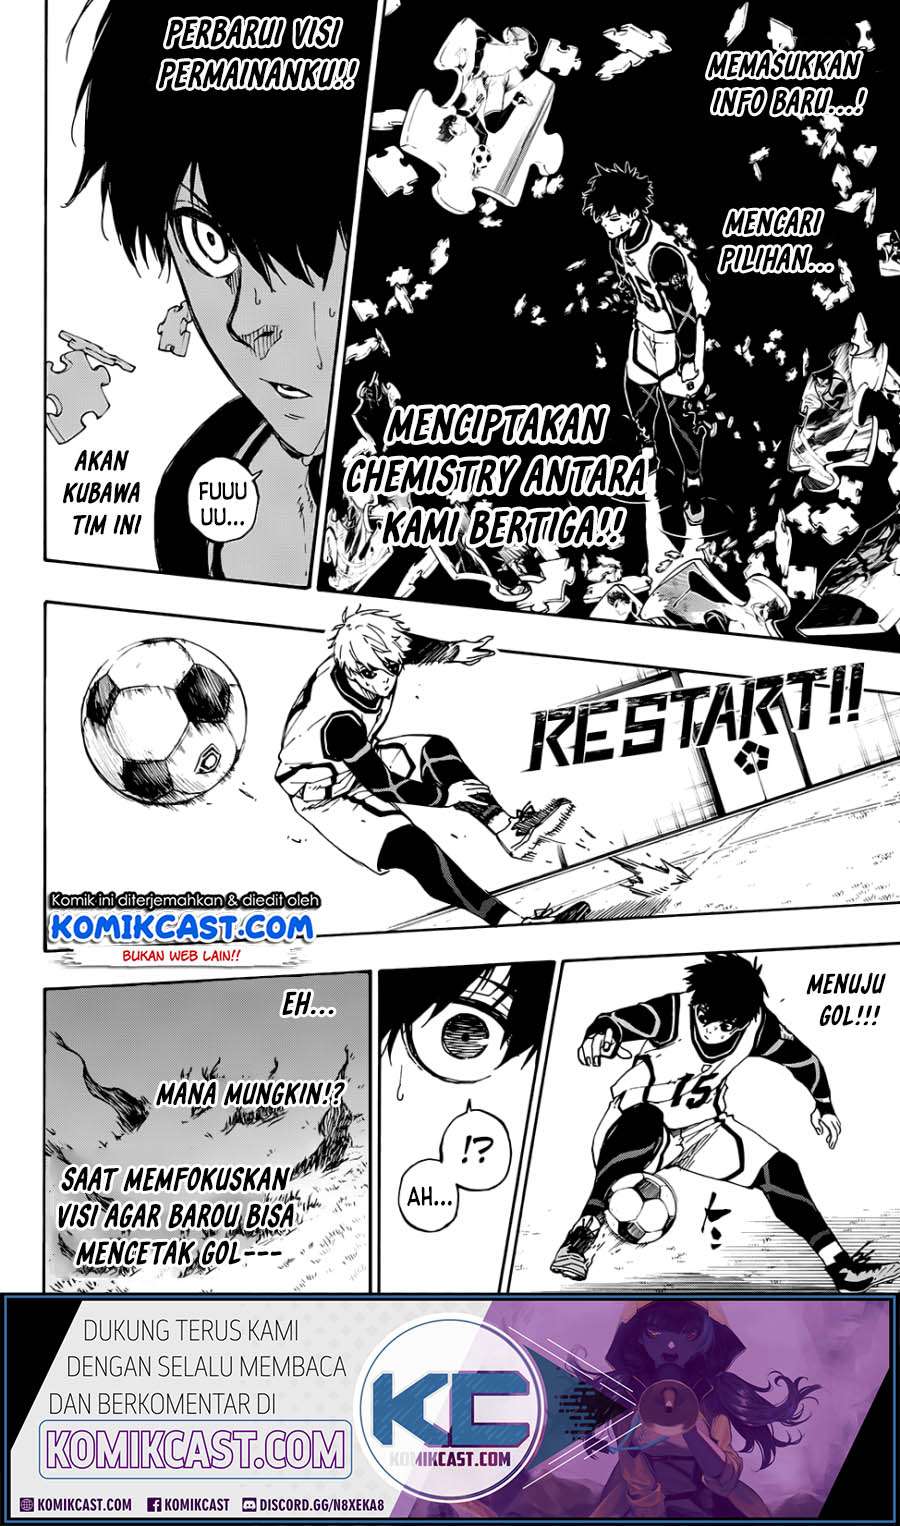 MEMASUKKAN
INFO BARU...!
MENCARI
PILIHAN...
MENCIPTAKAN
CHEMISTRY ANTARA
KAMI BERTIGA!!
PERBARUI VISI
PERMAINANKU!!
FUUU
UU...
AKAN
KUBAWA
TIM INI
RESTART!!
Komik ini diterjemahkan & diedit oleh
KOMIKCAST.COM
BUKAN WEB LAIN!!
MENUJU
GOL!!!
15
!?
AH...
EH...
MANA MUNGKIN!?
SAAT MEMFOKUSKAN
VISI AGAR BAROU BISA
MENCETAK GOL---
DUKUNG TERUS KAMI
DENGAN SELALU MEMBACA
DAN BERKOMENTAR DI
KOMIKCAST.COM
KC
KOMIKCAST.COM
KOMIKCAST.COM KOMIKCAST DISCORD.GG/N8XEKA8